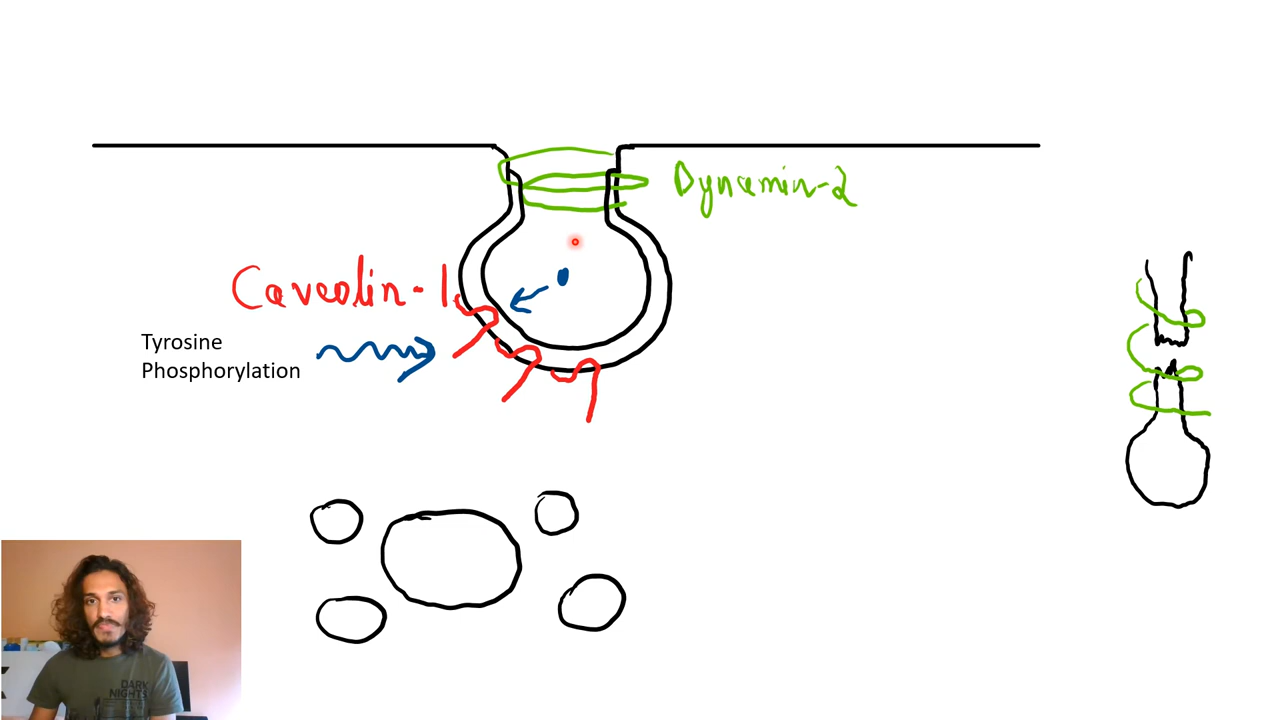 Dynamin-2
Caveolin-1
Tyrosine
Phosphorylation
DARK
NIGHTS